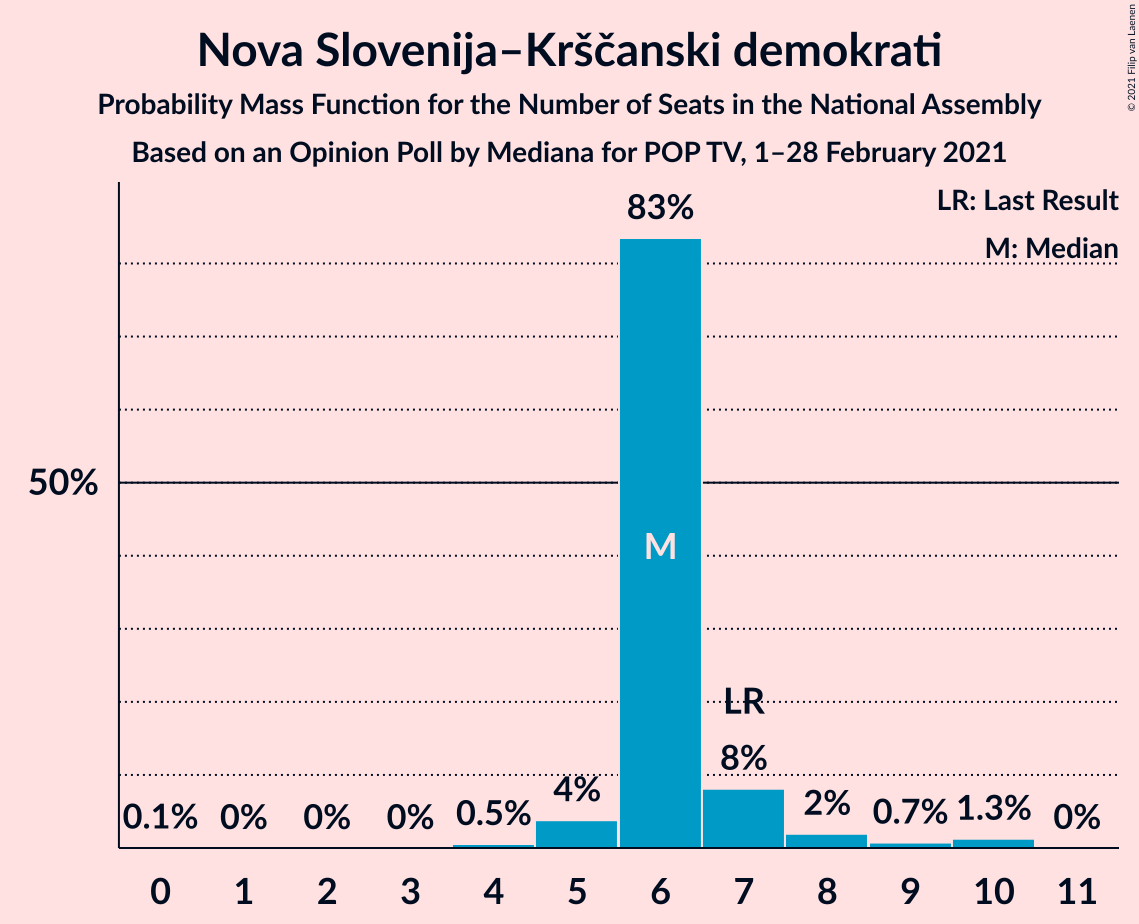 Nova Slovenija–Krščanski demokrati
Probability Mass Function for the Number of Seats in the National Assembly
Based on an Opinion Poll by Mediana for POP TV, 1–28 February 2021
© 2021 Filip van Laenen
LR: Last Result
M: Median
83%
50%
M
LR
8%
0.1% 0% 0% 0% 0.5% 4% 2% 0.7% 1.3% 0%
0 1 2 3 4 5 6 7 8 9 10 11